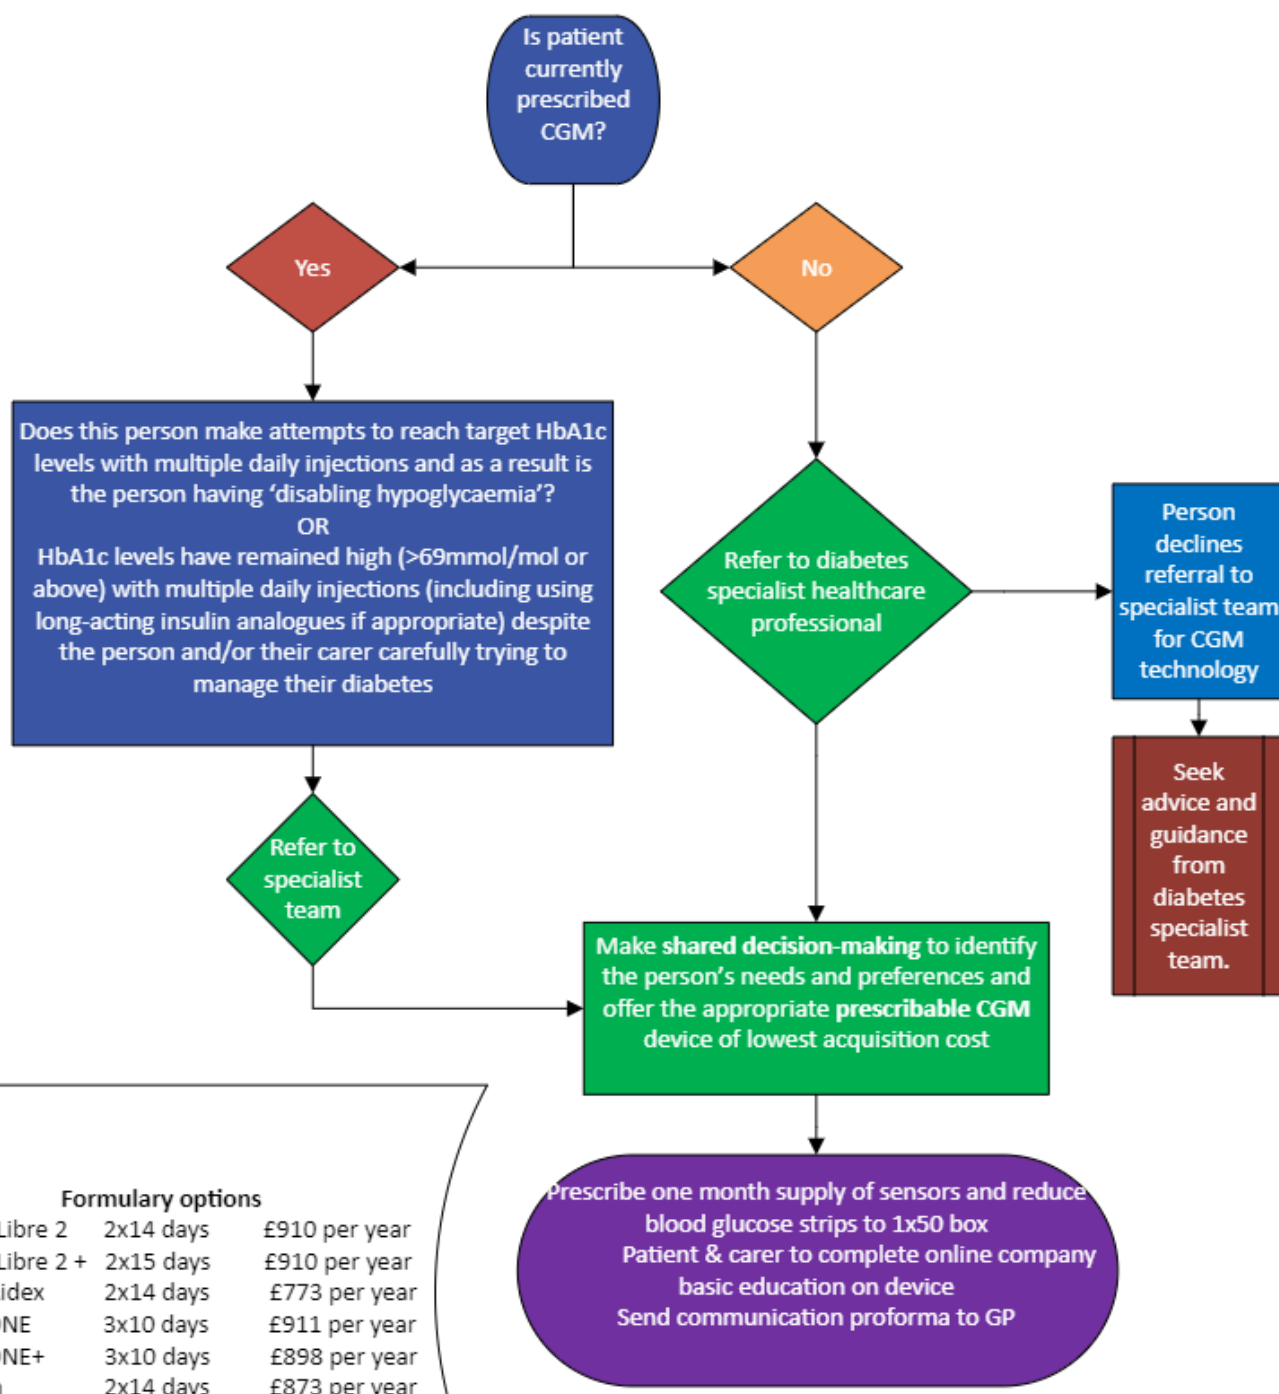 Is patient
currently
prescribed
CGM?
Yes
No
Does this person make attempts to reach target HbA1c
levels with multiple daily injections and as a result is
the person having ‘disabling hypoglycaemia’?
OR
HbA1c levels have remained high (>69mmol/mol or
above) with multiple daily injections (including using
long-acting insulin analogues if appropriate) despite
the person and/or their carer carefully trying to
manage their diabetes
Refer to diabetes
specialist healthcare
professional
Person
declines
referral to
specialist team
for CGM
technology
Seek
advice and
guidance
from
diabetes
specialist
team.
Refer to
specialist
team
Make shared decision-making to identify
the person’s needs and preferences and
offer the appropriate prescribable CGM
device of lowest acquisition cost
Prescribe one month supply of sensors and reduce
blood glucose strips to 1x50 box
Patient & carer to complete online company
basic education on device
Send communication proforma to GP
Formulary options
Libre 2 2x14 days £910 per year
Libre 2 + 2x15 days £910 per year
2x14 days £773 per year
3x10 days £911 per year
3x10 days £898 per year
2x14 days £873 per year